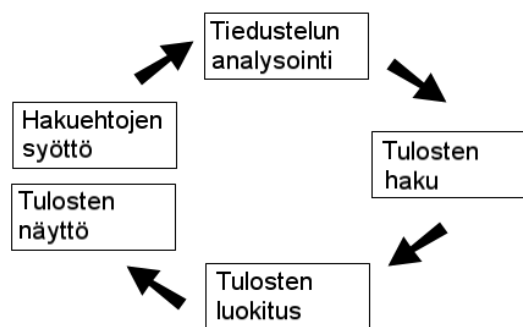 Tiedustelun
analysointi
Hakuehtojen
syöttö
Tulosten
haku
Tulosten
näyttö
Tulosten
luokitus